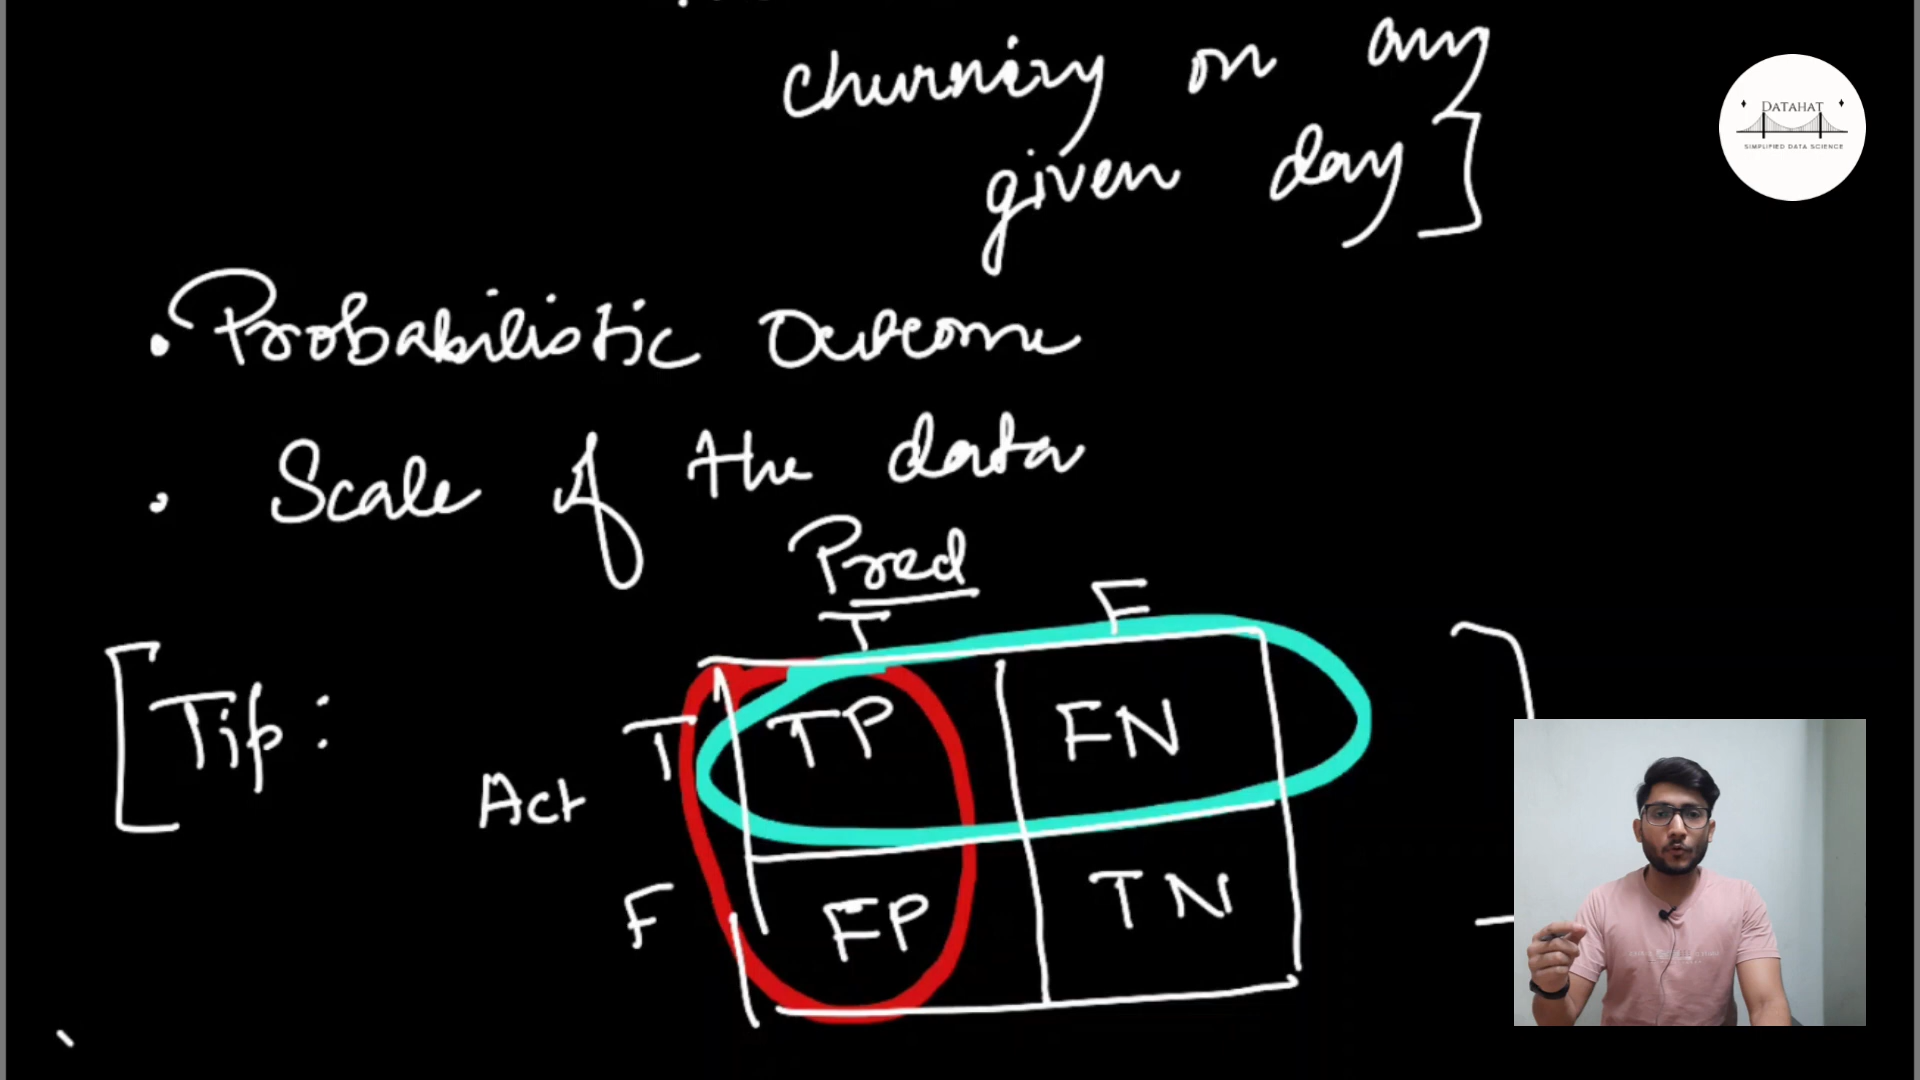 churning on any
given day]
• Probabilistic Outcome
• Scale of the data
Pred
T F
[Tip:
T TP FN
Act
F FP TN
DATAHAT
SIMPLIFIED DATA SCIENCE